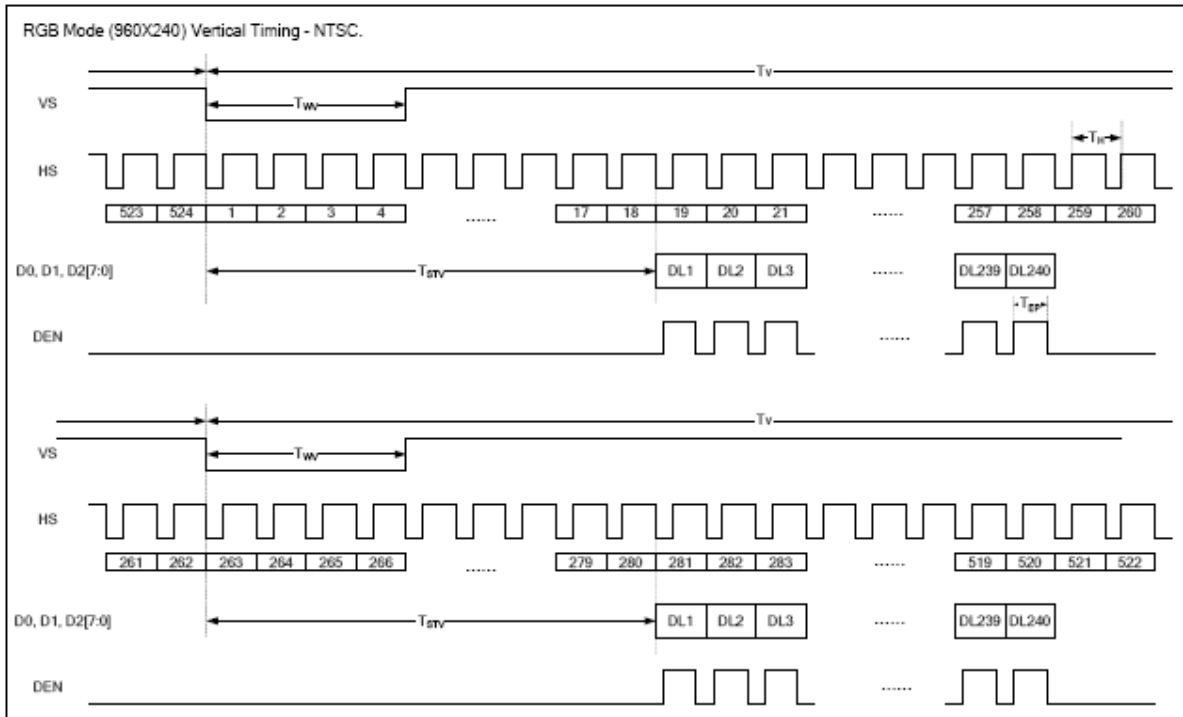 RGB Mode (960X240) Vertical Timing - NTSC.
Tv
VS
Twv
TH
HS
523 524 1 2 3 4 ...... 17 18 19 20 21 ...... 257 258 259 260
D0, D1, D2[7:0]
TSTV
DL1 DL2 DL3 ...... DL239 DL240
TEP
DEN
......
Tv
VS
Twv
HS
261 262 263 264 265 266 ...... 279 280 281 282 283 ...... 519 520 521 522
D0, D1, D2[7:0]
TSTV
DL1 DL2 DL3 ...... DL239 DL240
DEN
......